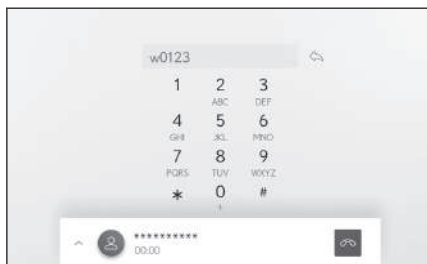 w0123
1 2 3
ABC DEF
4 5 6
GHI JKL MNO
7 8 9
PQRS TUV WXYZ
* 0 #
+
**********
00:00